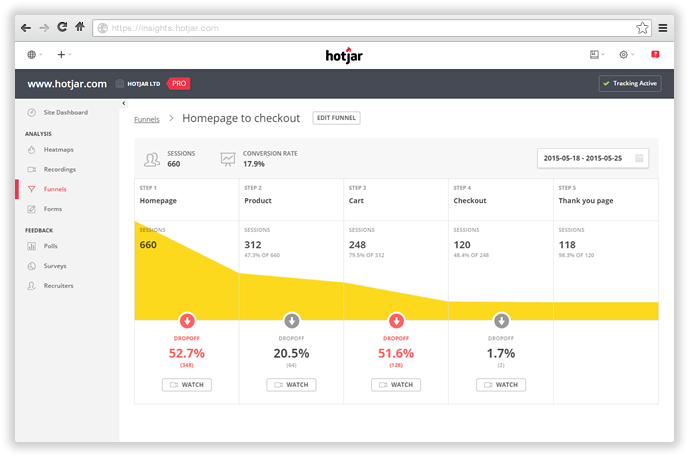 https://insights.hotjar.com
hotjar
www.hotjar.com HOTJAR LTD PRO Tracking Active
Site Dashboard
ANALYSIS
Heatmaps
Recordings
Funnels
Forms
FEEDBACK
Polls
Surveys
Recruiters
Funnels > Homepage to checkout EDIT FUNNEL
SESSIONS
660
CONVERSION RATE
17.9%
2015-05-18 - 2015-05-25
STEP 1
Homepage
SESSIONS
660
DROPOFF
52.7%
(348)
WATCH
STEP 2
Product
SESSIONS
312
47.3% OF 660
DROPOFF
20.5%
(64)
WATCH
STEP 3
Cart
SESSIONS
248
79.5% OF 312
DROPOFF
51.6%
(128)
WATCH
STEP 4
Checkout
SESSIONS
120
48.4% OF 248
DROPOFF
1.7%
(2)
WATCH
STEP 5
Thank you page
SESSIONS
118
98.3% OF 120